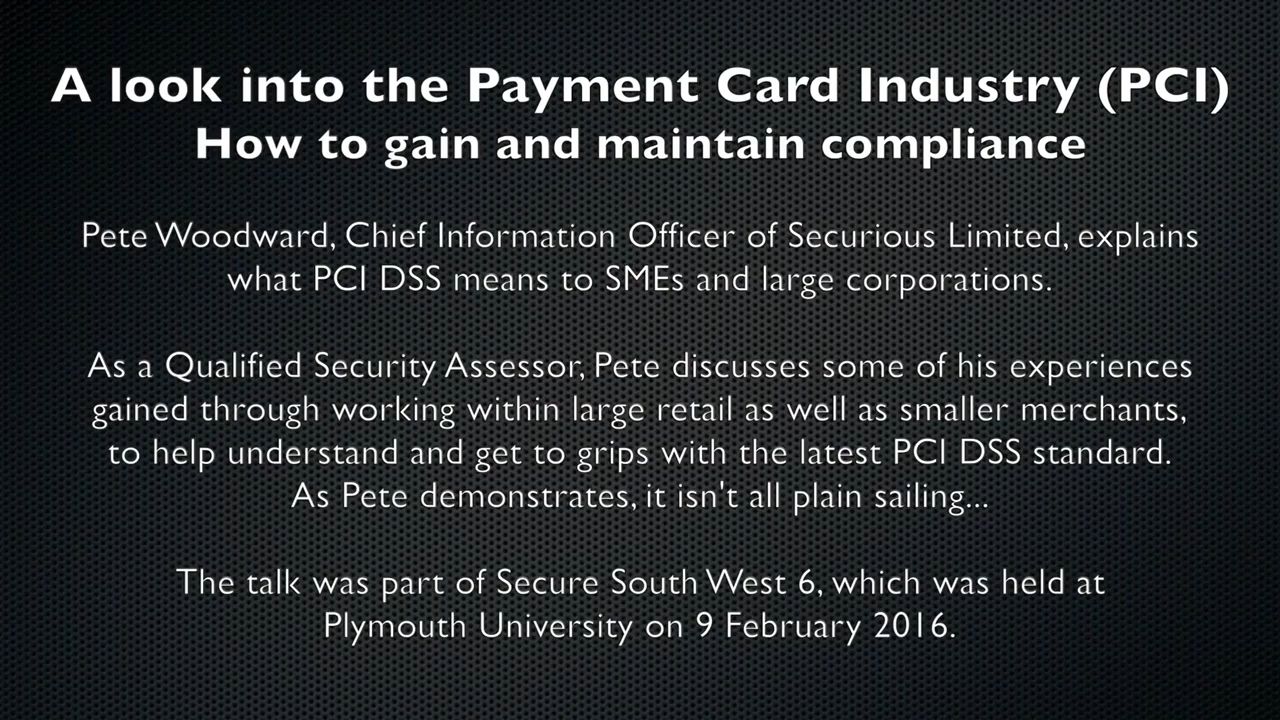 A look into the Payment Card Industry (PCI)
How to gain and maintain compliance
Pete Woodward, Chief Information Officer of Securious Limited, explains
what PCI DSS means to SMEs and large corporations.
As a Qualified Security Assessor, Pete discusses some of his experiences
gained through working within large retail as well as smaller merchants,
to help understand and get to grips with the latest PCI DSS standard.
As Pete demonstrates, it isn't all plain sailing...
The talk was part of Secure South West 6, which was held at
Plymouth University on 9 February 2016.